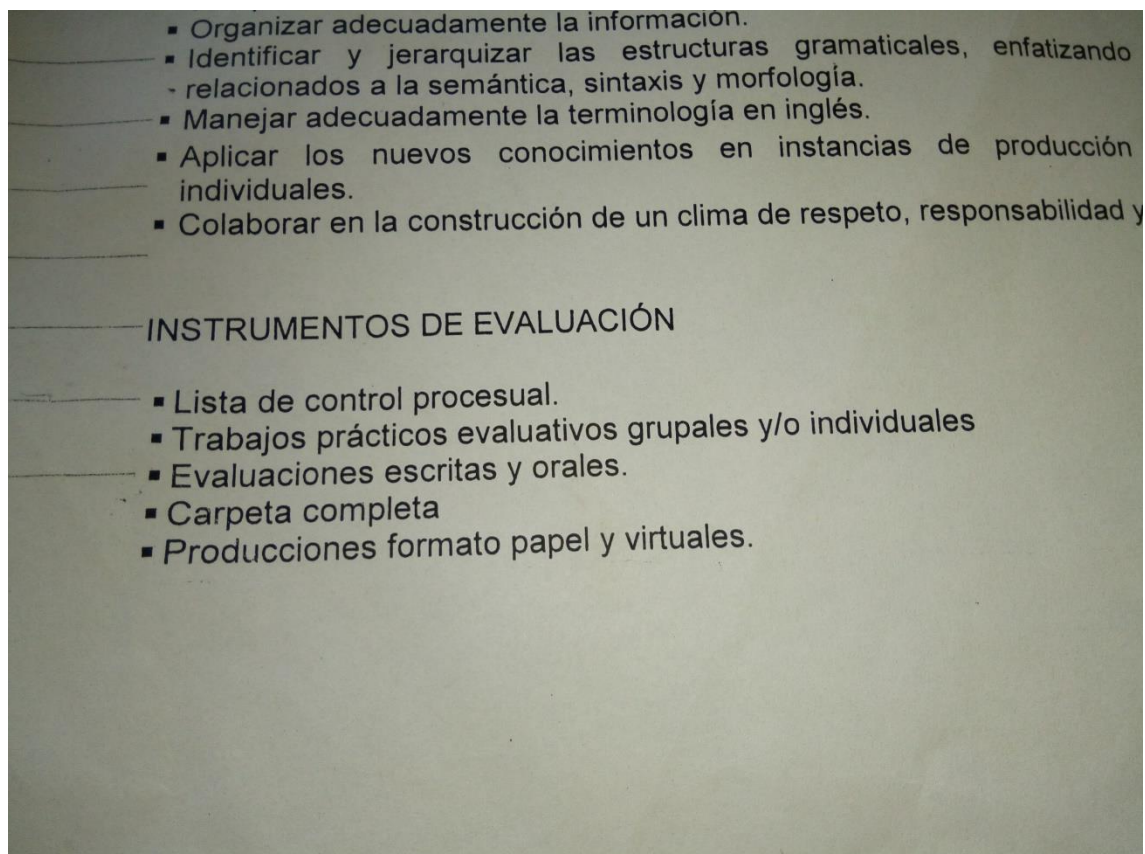 ▪ Organizar adecuadamente la información.
▪ Identificar y jerarquizar las estructuras gramaticales, enfatizando
- relacionados a la semántica, sintaxis y morfología.
▪ Manejar adecuadamente la terminología en inglés.
▪ Aplicar los nuevos conocimientos en instancias de producción
individuales.
▪ Colaborar en la construcción de un clima de respeto, responsabilidad y
INSTRUMENTOS DE EVALUACIÓN
▪ Lista de control procesual.
▪ Trabajos prácticos evaluativos grupales y/o individuales
▪ Evaluaciones escritas y orales.
▪ Carpeta completa
▪ Producciones formato papel y virtuales.